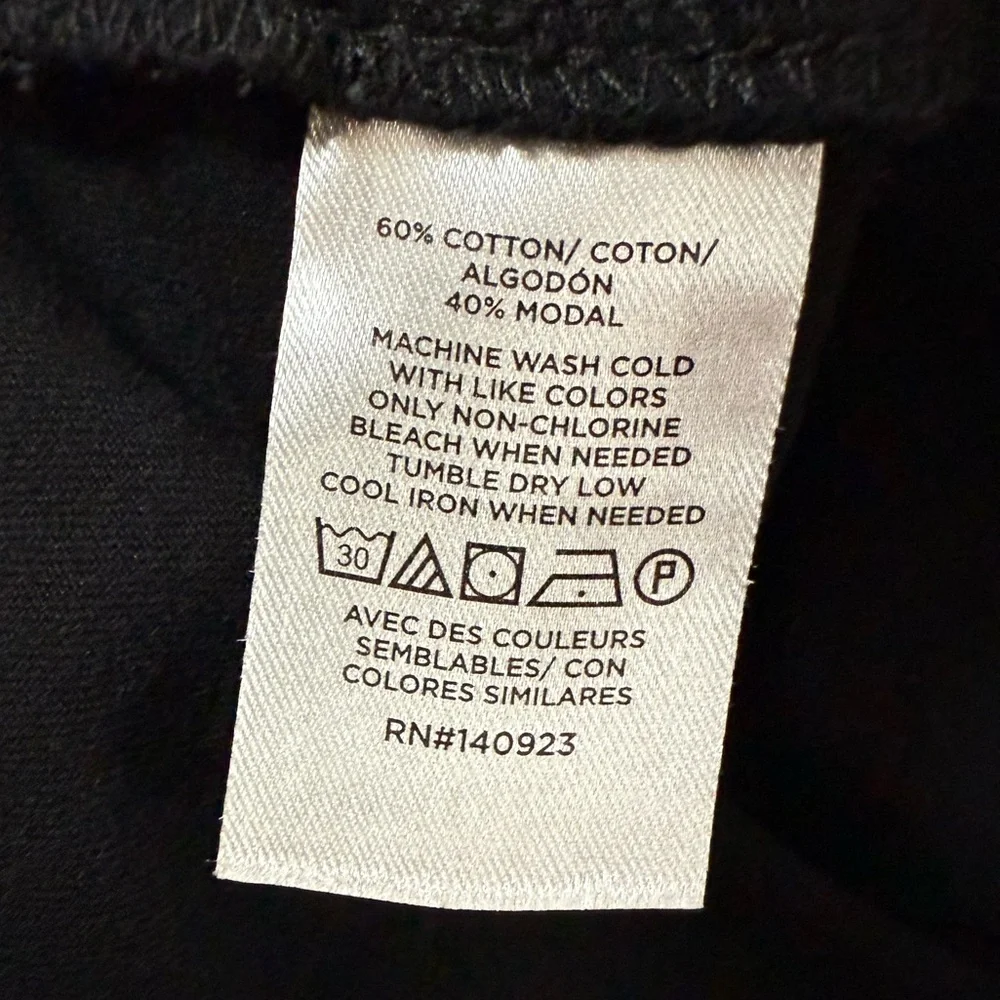 60% COTTON/ COTON/
ALGODÓN
40% MODAL
MACHINE WASH COLD
WITH LIKE COLORS
ONLY NON-CHLORINE
BLEACH WHEN NEEDED
TUMBLE DRY LOW
COOL IRON WHEN NEEDED
30 P
AVEC DES COULEURS
SEMBLABLES/ CON
COLORES SIMILARES
RN#140923